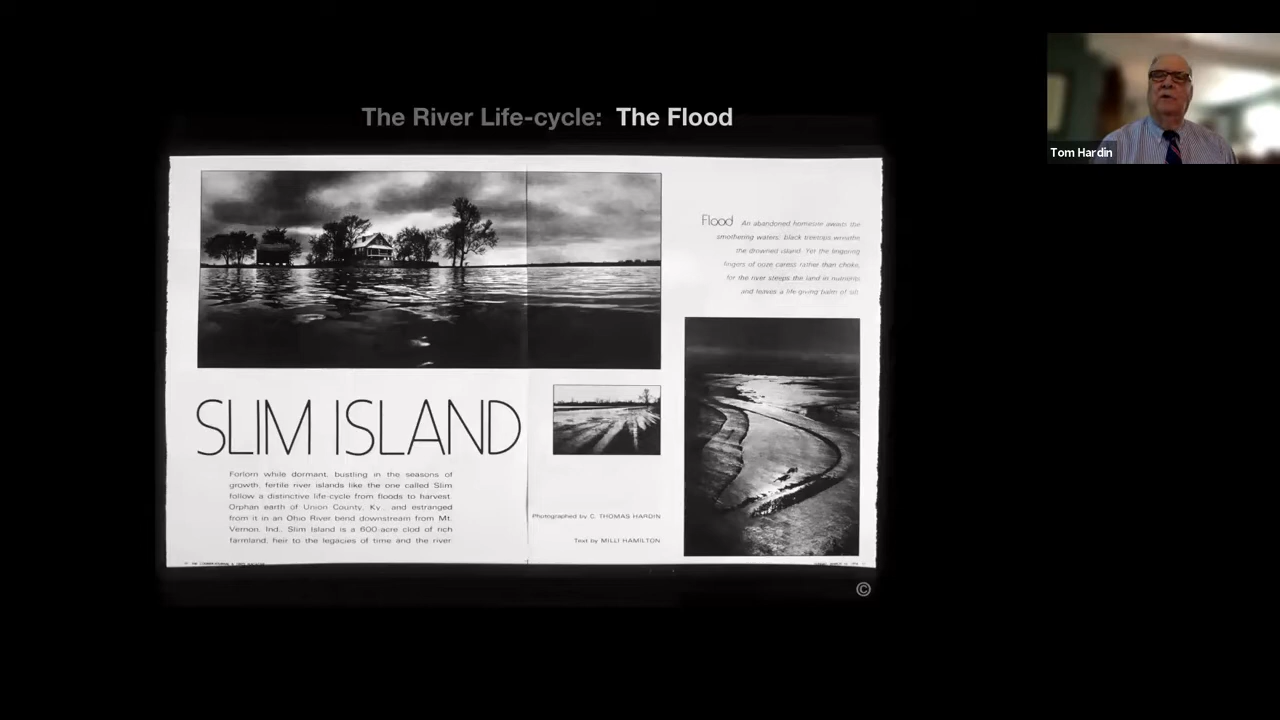 The River Life-cycle: The Flood
Tom Hardin
Flood An abandoned homesite awaits the
smothering waters; black treetops wreathe
the drowned island. Yet the lingering
fingers of ooze caress rather than choke,
for the river steeps the land in nutrients
and leaves a life-giving balm of silt.
SLIM ISLAND
Forlorn while dormant, bustling in the seasons of
growth, fertile river islands like the one called Slim
follow a distinctive life-cycle from floods to harvest.
Orphan earth of Union County, Ky., and estranged
from it in an Ohio River bend downstream from Mt.
Vernon, Ind., Slim Island is a 600-acre clod of rich
farmland, heir to the legacies of time and the river.
Photographed by C. THOMAS HARDIN
Text by MILLI HAMILTON
©